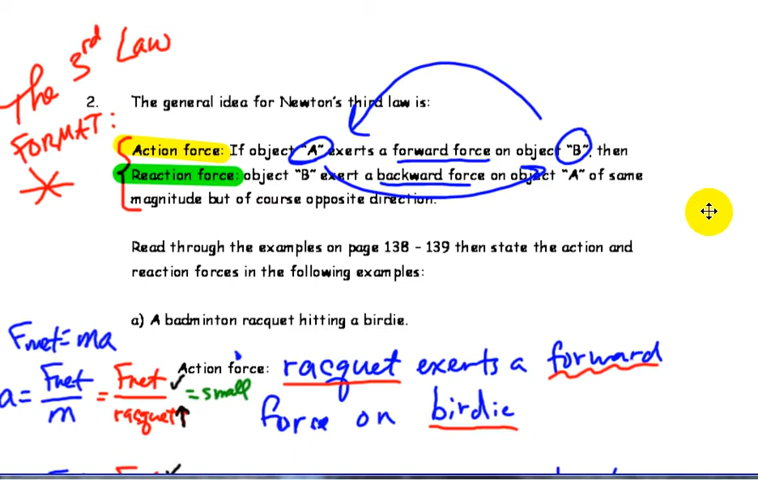 The 3rd Law
FORMAT:
2. The general idea for Newton's third law is:
Action force: If object "A" exerts a forward force on object "B", then
Reaction force: object "B" exert a backward force on object "A" of same
magnitude but of course opposite direction.
Read through the examples on page 138 - 139 then state the action and
reaction forces in the following examples:
a) A badminton racquet hitting a birdie.
Fnet = ma
a = Fnet/m = Fnet/racquet = small
Action force: racquet exerts a forward
force on birdie